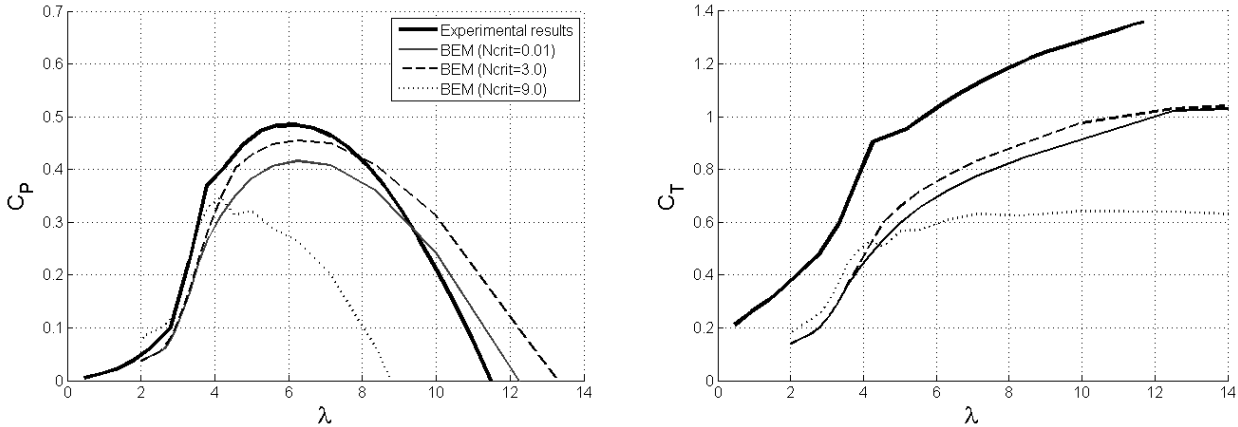 0.7
0.6
0.5
0.4
0.3
0.2
0.1
0
C_P
0 2 4 6 8 10 12 14
λ
Experimental results
BEM (Ncrit=0.01)
BEM (Ncrit=3.0)
BEM (Ncrit=9.0)
1.4
1.2
1
0.8
0.6
0.4
0.2
0
C_T
0 2 4 6 8 10 12 14
λ